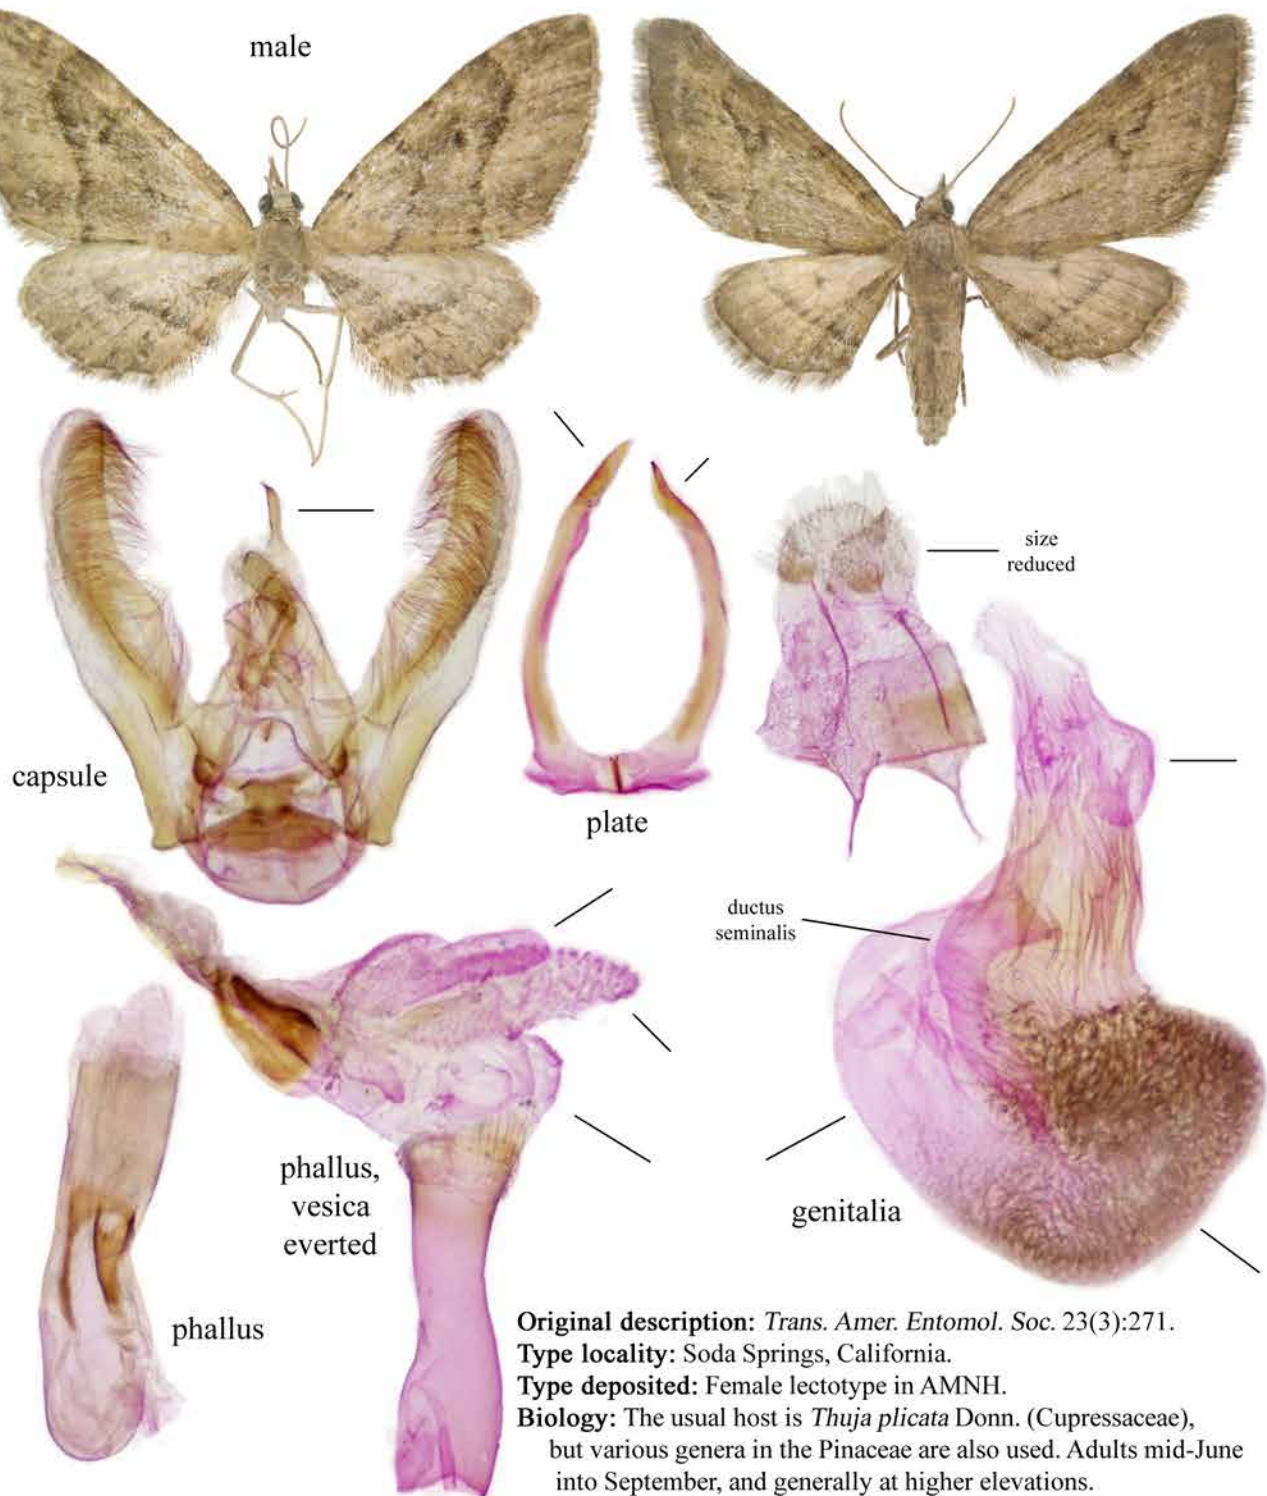 male
size
reduced
capsule
plate
ductus
seminalis
phallus,
vesica
everted
genitalia
phallus
Original description: Trans. Amer. Entomol. Soc. 23(3):271.
Type locality: Soda Springs, California.
Type deposited: Female lectotype in AMNH.
Biology: The usual host is Thuja plicata Donn. (Cupressaceae),
but various genera in the Pinaceae are also used. Adults mid-June
into September, and generally at higher elevations.